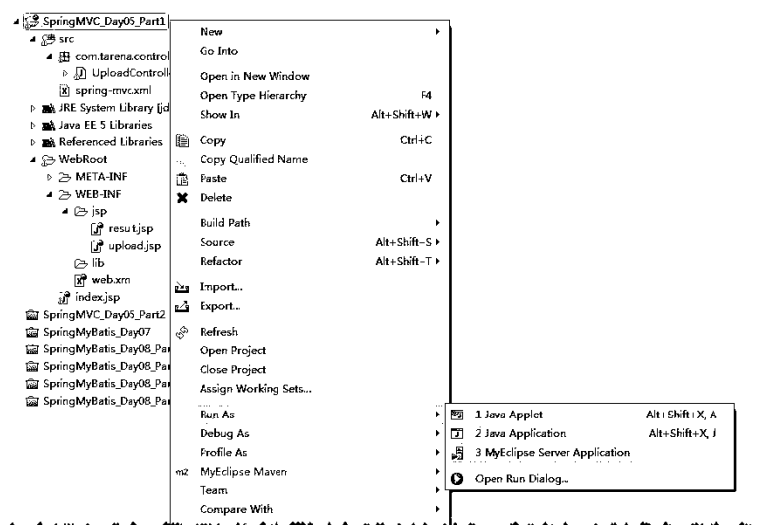 SpringMVC_Day05_Part1
src
com.tarena.control
UploadControll
spring-mvc.xml
JRE System Library [jd
Java EE 5 Libraries
Referenced Libraries
WebRoot
META-INF
WEB-INF
jsp
resut.jsp
upload.jsp
lib
web.xm
index.jsp
SpringMVC_Day05_Part2
SpringMyBatis_Day07
SpringMyBatis_Day08_Pa
SpringMyBatis_Day08_Pa
SpringMyBatis_Day08_Pa
SpringMyBatis_Day08_Pa
New
Go Into
Open in New Window
Open Type Hierarchy F4
Show In Alt+Shift+W
Copy Ctrl+C
Copy Qualified Name
Paste Ctrl+V
Delete
Build Path
Source Alt+Shift-S
Refactor Alt+Shift-T
Import...
Export...
Refresh
Open Project
Close Project
Assign Working Sets...
Run As
Debug As
Profile As
m2 MyEclipse Maven
Team
Compare With
1 Java Applet Alt+Shift+X, A
2 Java Application Alt+Shift+X, J
3 MyEclipse Server Application
Open Run Dialog...